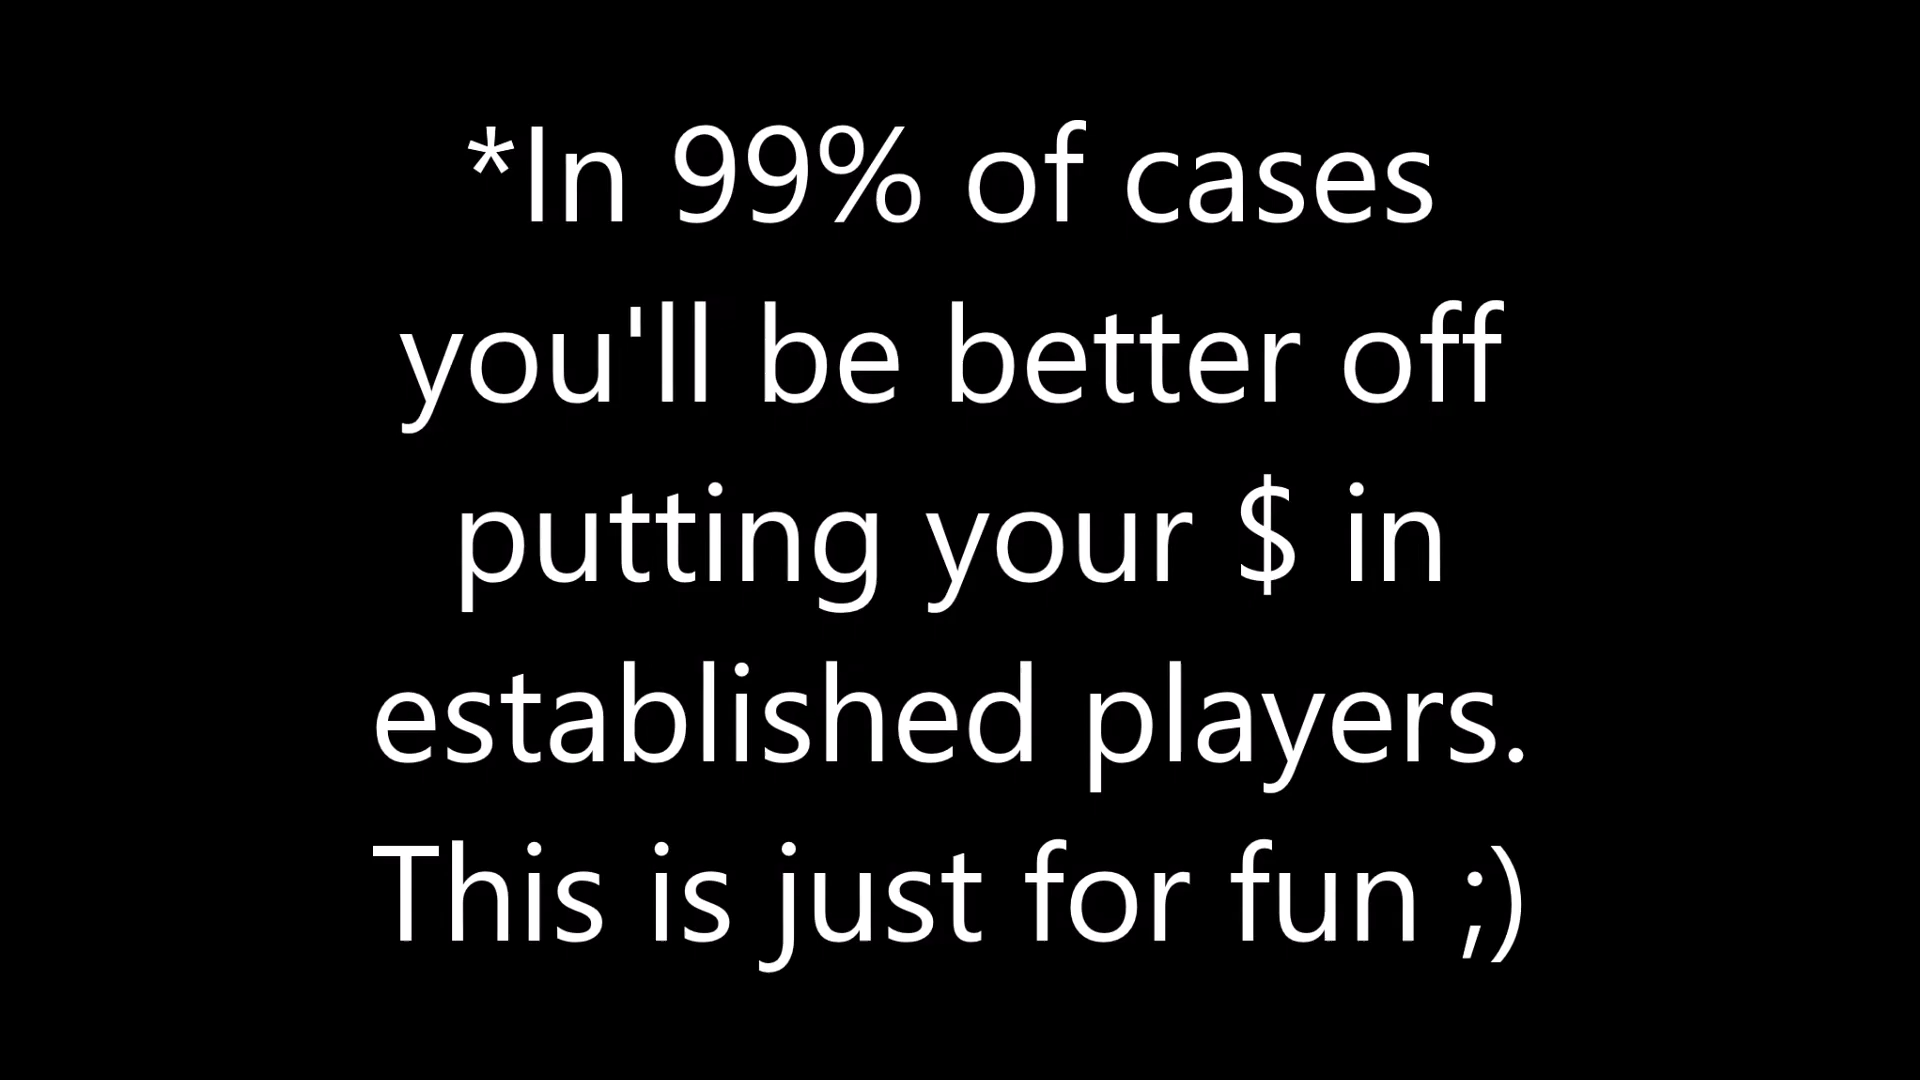 *In 99% of cases
you'll be better off
putting your $ in
established players.
This is just for fun ;)